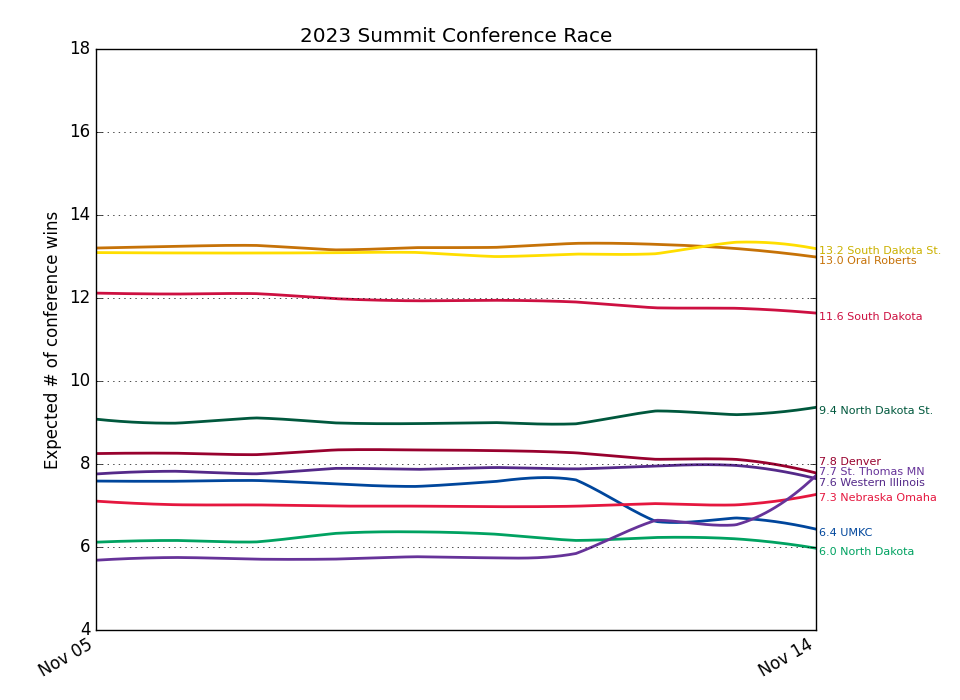 2023 Summit Conference Race
Expected # of conference wins
18
16
14
12
10
8
6
4
13.2 South Dakota St.
13.0 Oral Roberts
11.6 South Dakota
9.4 North Dakota St.
7.8 Denver
7.7 St. Thomas MN
7.6 Western Illinois
7.3 Nebraska Omaha
6.4 UMKC
6.0 North Dakota
Nov 05
Nov 14